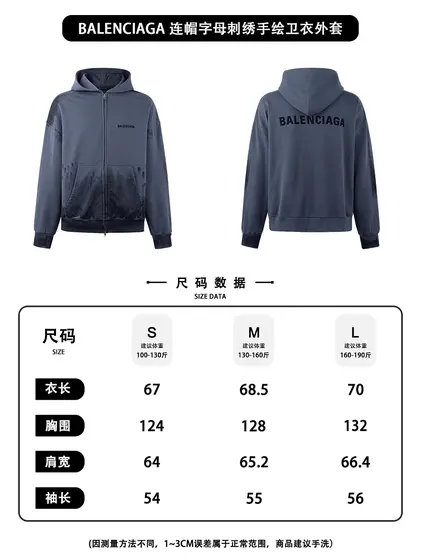 BALENCIAGA 连帽字母刺绣手绘卫衣外套
BALENCIAGA
BALENCIAGA
尺码数据
SIZE DATA
尺码 S M L
SIZE 建议体重 建议体重 建议体重
100-130斤 130-160斤 160-190斤
衣长 67 68.5 70
胸围 124 128 132
肩宽 64 65.2 66.4
袖长 54 55 56
(因测量方法不同，1~3CM误差属于正常范围，商品建议手洗)